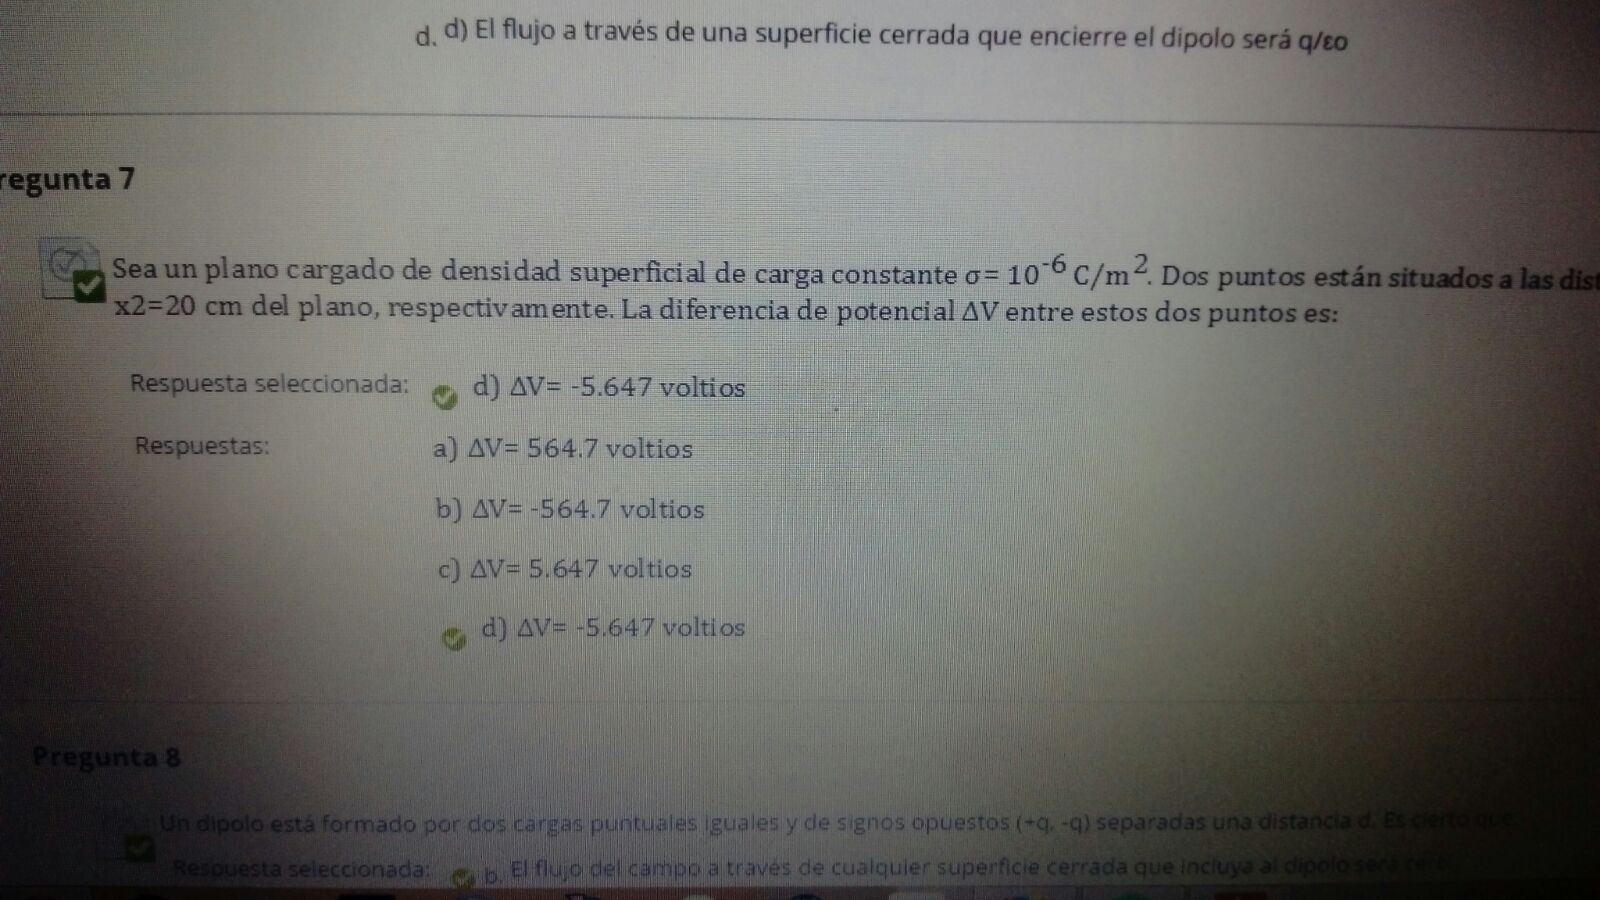 d. d) El flujo a través de una superficie cerrada que encierre el dipolo será q/εo
regunta 7
Sea un plano cargado de densidad superficial de carga constante σ= 10⁻⁶ C/m². Dos puntos están situados a las dist
x2=20 cm del plano, respectivamente. La diferencia de potencial ΔV entre estos dos puntos es:
Respuesta seleccionada: d) ΔV= -5.647 voltios
Respuestas: a) ΔV= 564.7 voltios
b) ΔV= -564.7 voltios
c) ΔV= 5.647 voltios
d) ΔV= -5.647 voltios
Pregunta 8
Un dipolo está formado por dos cargas puntuales iguales y de signos opuestos (+q, -q) separadas una distancia d. Es cierto que:
Respuesta seleccionada: b. El flujo del campo a través de cualquier superficie cerrada que incluya al dipolo será